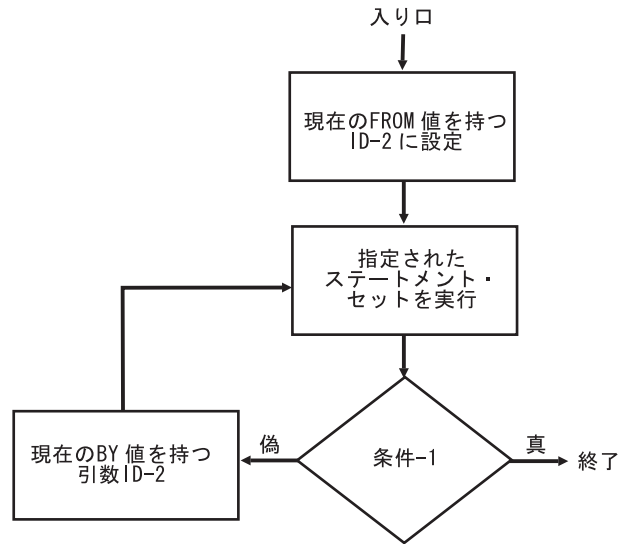 入り口
現在のFROM 値を持つ
ID-2 に設定
指定された
ステートメント・
セットを実行
条件-1
偽
真
終了
現在のBY 値を持つ
引数ID-2